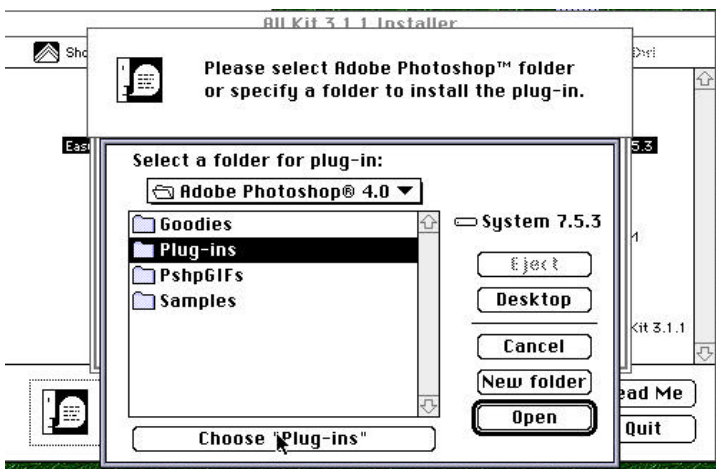 All Kit 3.1.1 Installer
Sho
Please select Adobe Photoshop™ folder
or specify a folder to install the plug-in.
Eas
5.3
Select a folder for plug-in:
Adobe Photoshop® 4.0
Goodies
Plug-ins
PshpGIFs
Samples
System 7.5.3
Eject
Desktop
Cancel
New folder
Open
Choose "Plug-ins"
Kit 3.1.1
ead Me
Quit